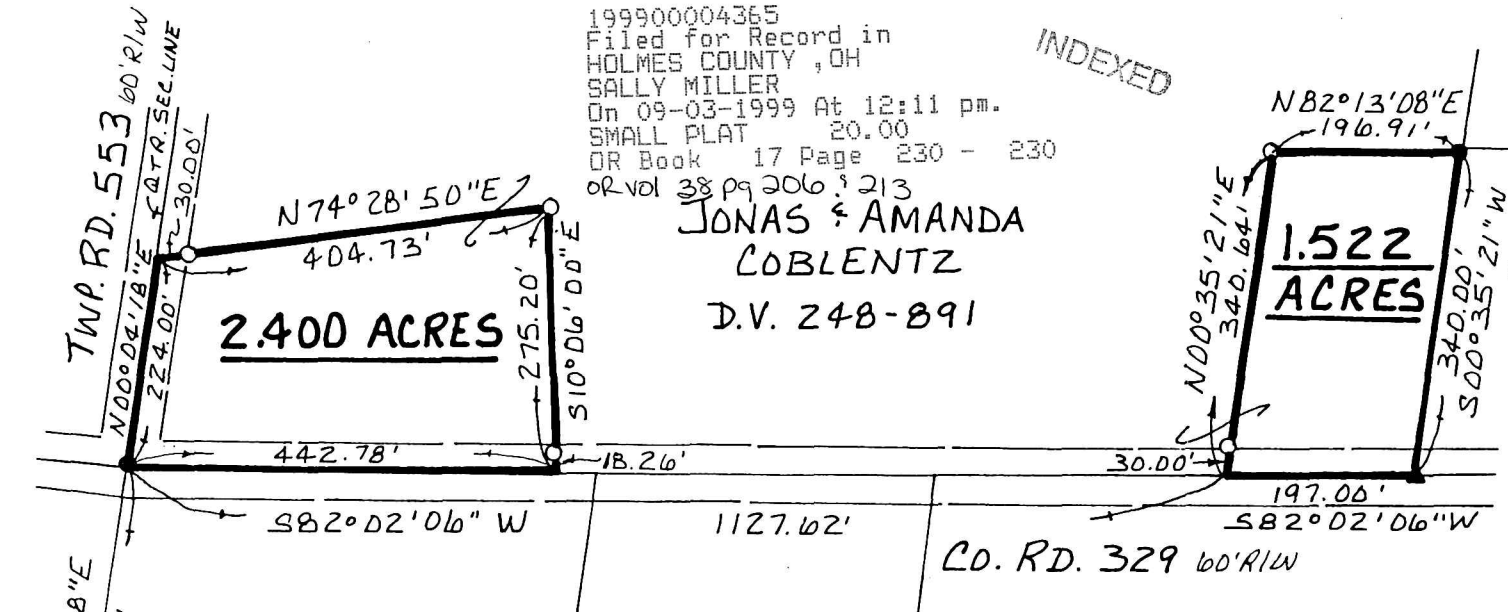 199900004365
Filed for Record in
HOLMES COUNTY ,OH
SALLY MILLER
On 09-03-1999 At 12:11 pm.
SMALL PLAT 20.00
OR Book 17 Page 230 - 230
OR Vol 38 pg 206 & 213
INDEXED
JONAS & AMANDA
COBLENTZ
D.V. 248-891
TWP. RD. 553 60'R/W
& QTR. SEC. LINE
30.00'
N00°04'18"E
224.00'
N74°28'50"E
404.73'
2.400 ACRES
275.20'
S10°06'00"E
442.78'
18.26'
S82°02'06"W
1127.62'
N82°13'08"E
196.91'
N00°35'21"E
340.64'
1.522
ACRES
340.00'
S00°35'21"W
30.00'
197.00'
S82°02'06"W
CO. RD. 329 60'R/W
8"E